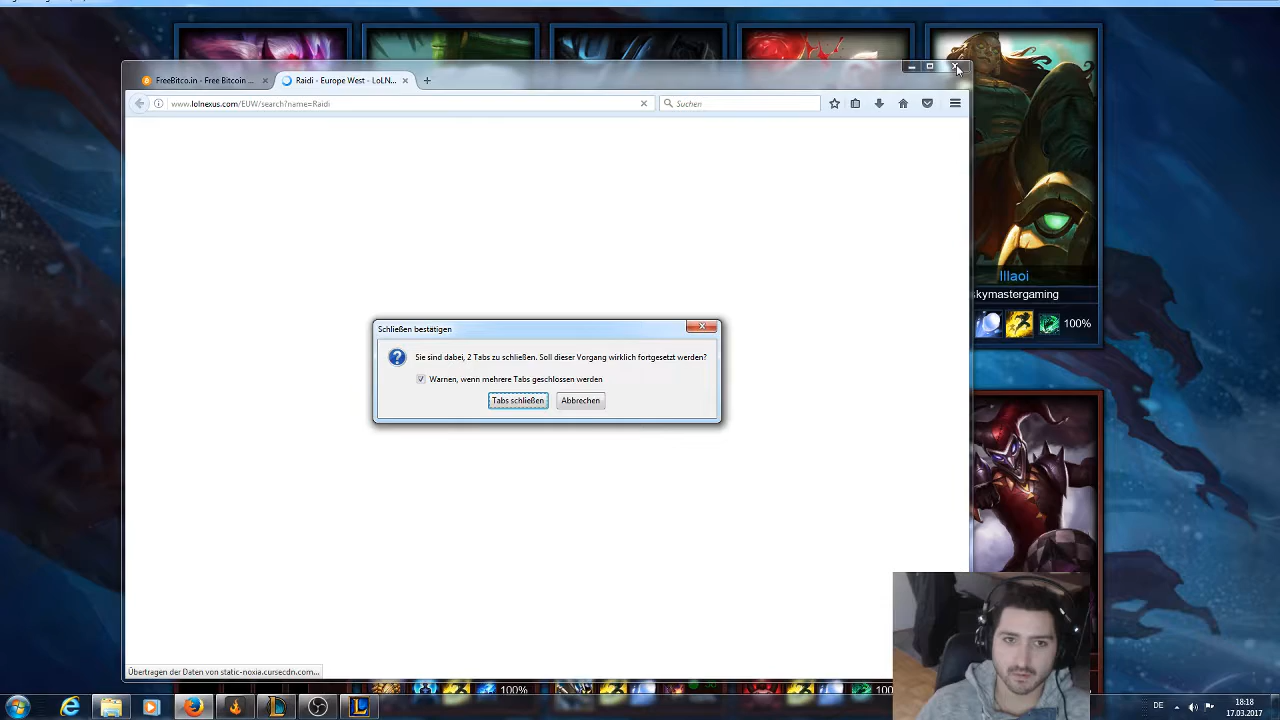 FreeBitco.in - Free Bitcoin ...
Raidi - Europe West - LoLN...
www.lolnexus.com/EUW/search?name=Raidi
Suchen
Illaoi
skymastergaming
100%
Schließen bestätigen
Sie sind dabei, 2 Tabs zu schließen. Soll dieser Vorgang wirklich fortgesetzt werden?
Warnen, wenn mehrere Tabs geschlossen werden
Tabs schließen
Abbrechen
Übertragen der Daten von static-noxia.cursecdn.com...
100%
100%
DE
18:18
17.03.2017